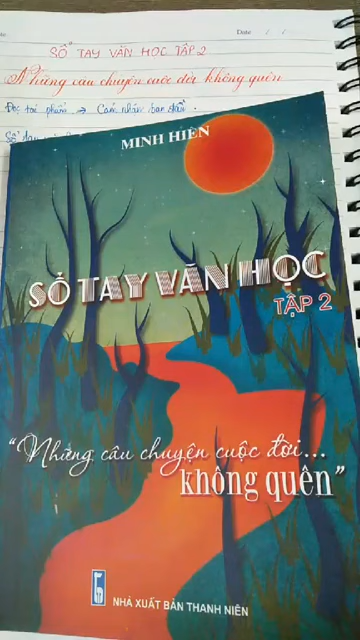 Date / /
SỔ TAY VĂN HỌC TẬP 2
Những câu chuyện cuộc đời không quên
Đọc tác phẩm → Cảm nhận ban đầu.
Sổ
MINH HIỀN
SỔ TAY VĂN HỌC
TẬP 2
“Những câu chuyện cuộc đời...
không quên”
NHÀ XUẤT BẢN THANH NIÊN